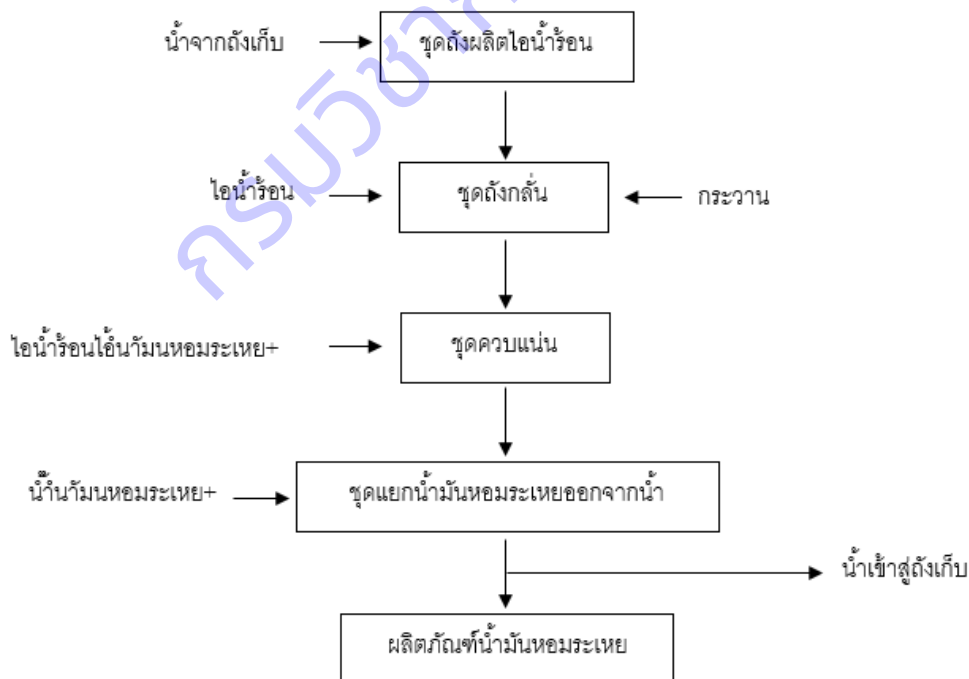 น้ำจากถังเก็บ
ชุดถังผลิตไอน้ำร้อน
ไอน้ำร้อน
ชุดถังกลั่น
กระวาน
ไอน้ำร้อนไอ้นาัมนหอมระเหย+
ชุดควบแน่น
น้ำ้นาัมนหอมระเหย+
ชุดแยกน้ำมันหอมระเหยออกจากน้ำ
น้ำเข้าสู่ถังเก็บ
ผลิตภัณฑ์น้ำมันหอมระเหย